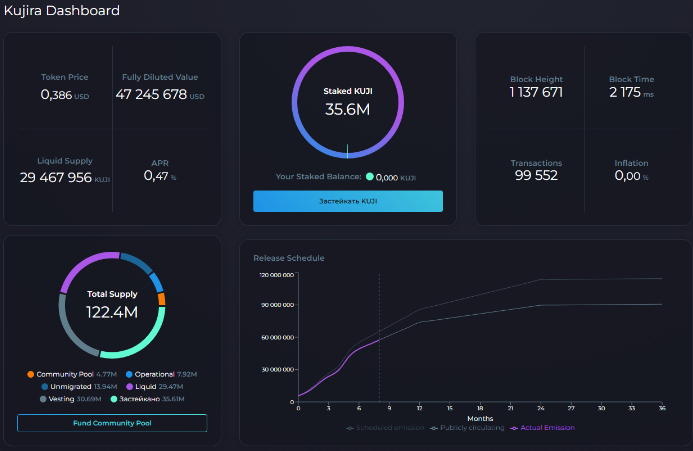 Kujira Dashboard
Token Price
0,386 USD
Fully Diluted Value
47 245 678 USD
Liquid Supply
29 467 956 KUJI
APR
0,47 %
Staked KUJI
35.6M
Your Staked Balance: 0,000 KUJI
Застейкать KUJI
Block Height
1 137 671
Block Time
2 175 ms
Transactions
99 552
Inflation
0,00 %
Total Supply
122.4M
Community Pool 4.77M
Operational 7.92M
Unmigrated 13.94M
Liquid 29.47M
Vesting 30.69M
Застейкано 35.61M
Fund Community Pool
Release Schedule
120 000 000
90 000 000
60 000 000
30 000 000
0
0 3 6 9 12 15 18 21 24 27 30 33 36
Months
Scheduled emission Publicly circulating Actual Emission